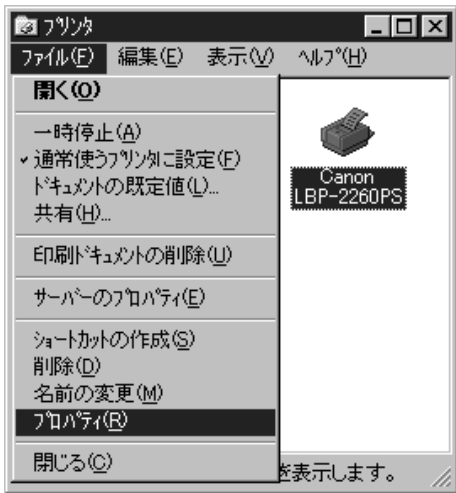 プリンタ
ファイル(F) 編集(E) 表示(V) ヘルプ(H)
開く(O)
一時停止(A)
通常使うプリンタに設定(F)
ドキュメントの既定値(L)...
共有(H)...
印刷ドキュメントの削除(U)
サーバーのプロパティ(E)
ショートカットの作成(S)
削除(D)
名前の変更(M)
プロパティ(R)
閉じる(C)
Canon
LBP-2260PS
を表示します。